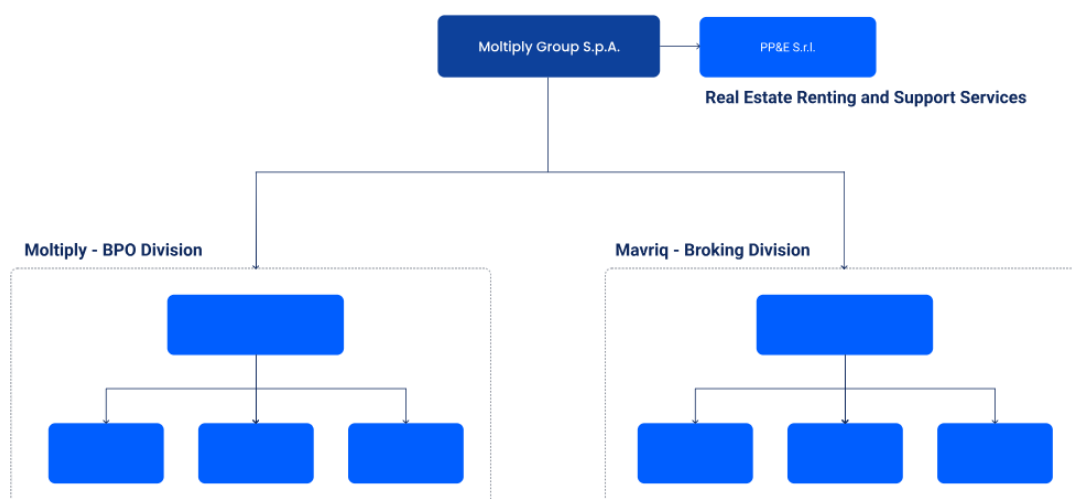 Moltiply Group S.p.A.
PP&E S.r.l.
Real Estate Renting and Support Services
Moltiply - BPO Division
Mavriq - Broking Division